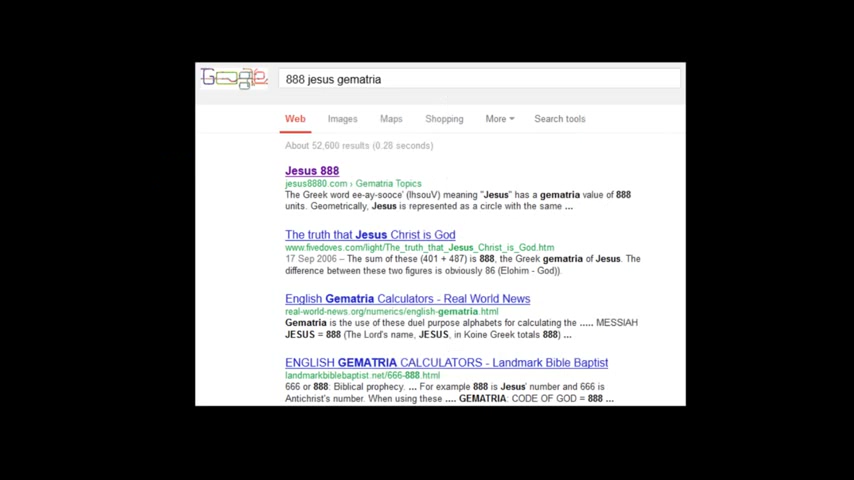 Google
888 jesus gematria
Web Images Maps Shopping More Search tools
About 52,600 results (0.28 seconds)
Jesus 888
jesus8880.com › Gematria Topics
The Greek word ee-ay-sooce' (IhsouV) meaning "Jesus" has a gematria value of 888
units. Geometrically, Jesus is represented as a circle with the same ...
The truth that Jesus Christ is God
www.fivedoves.com/light/The_truth_that_Jesus_Christ_is_God.htm
17 Sep 2006 – The sum of these (401 + 487) is 888, the Greek gematria of Jesus. The
difference between these two figures is obviously 86 (Elohim - God)).
English Gematria Calculators - Real World News
real-world-news.org/numerics/english-gematria.html
Gematria is the use of these duel purpose alphabets for calculating the ..... MESSIAH
JESUS = 888 (The Lord's name, JESUS, in Koine Greek totals 888) ...
ENGLISH GEMATRIA CALCULATORS - Landmark Bible Baptist
landmarkbiblebaptist.net/666-888.html
666 or 888: Biblical prophecy. ... For example 888 is Jesus' number and 666 is
Antichrist's number. When using these .... GEMATRIA: CODE OF GOD = 888 ...